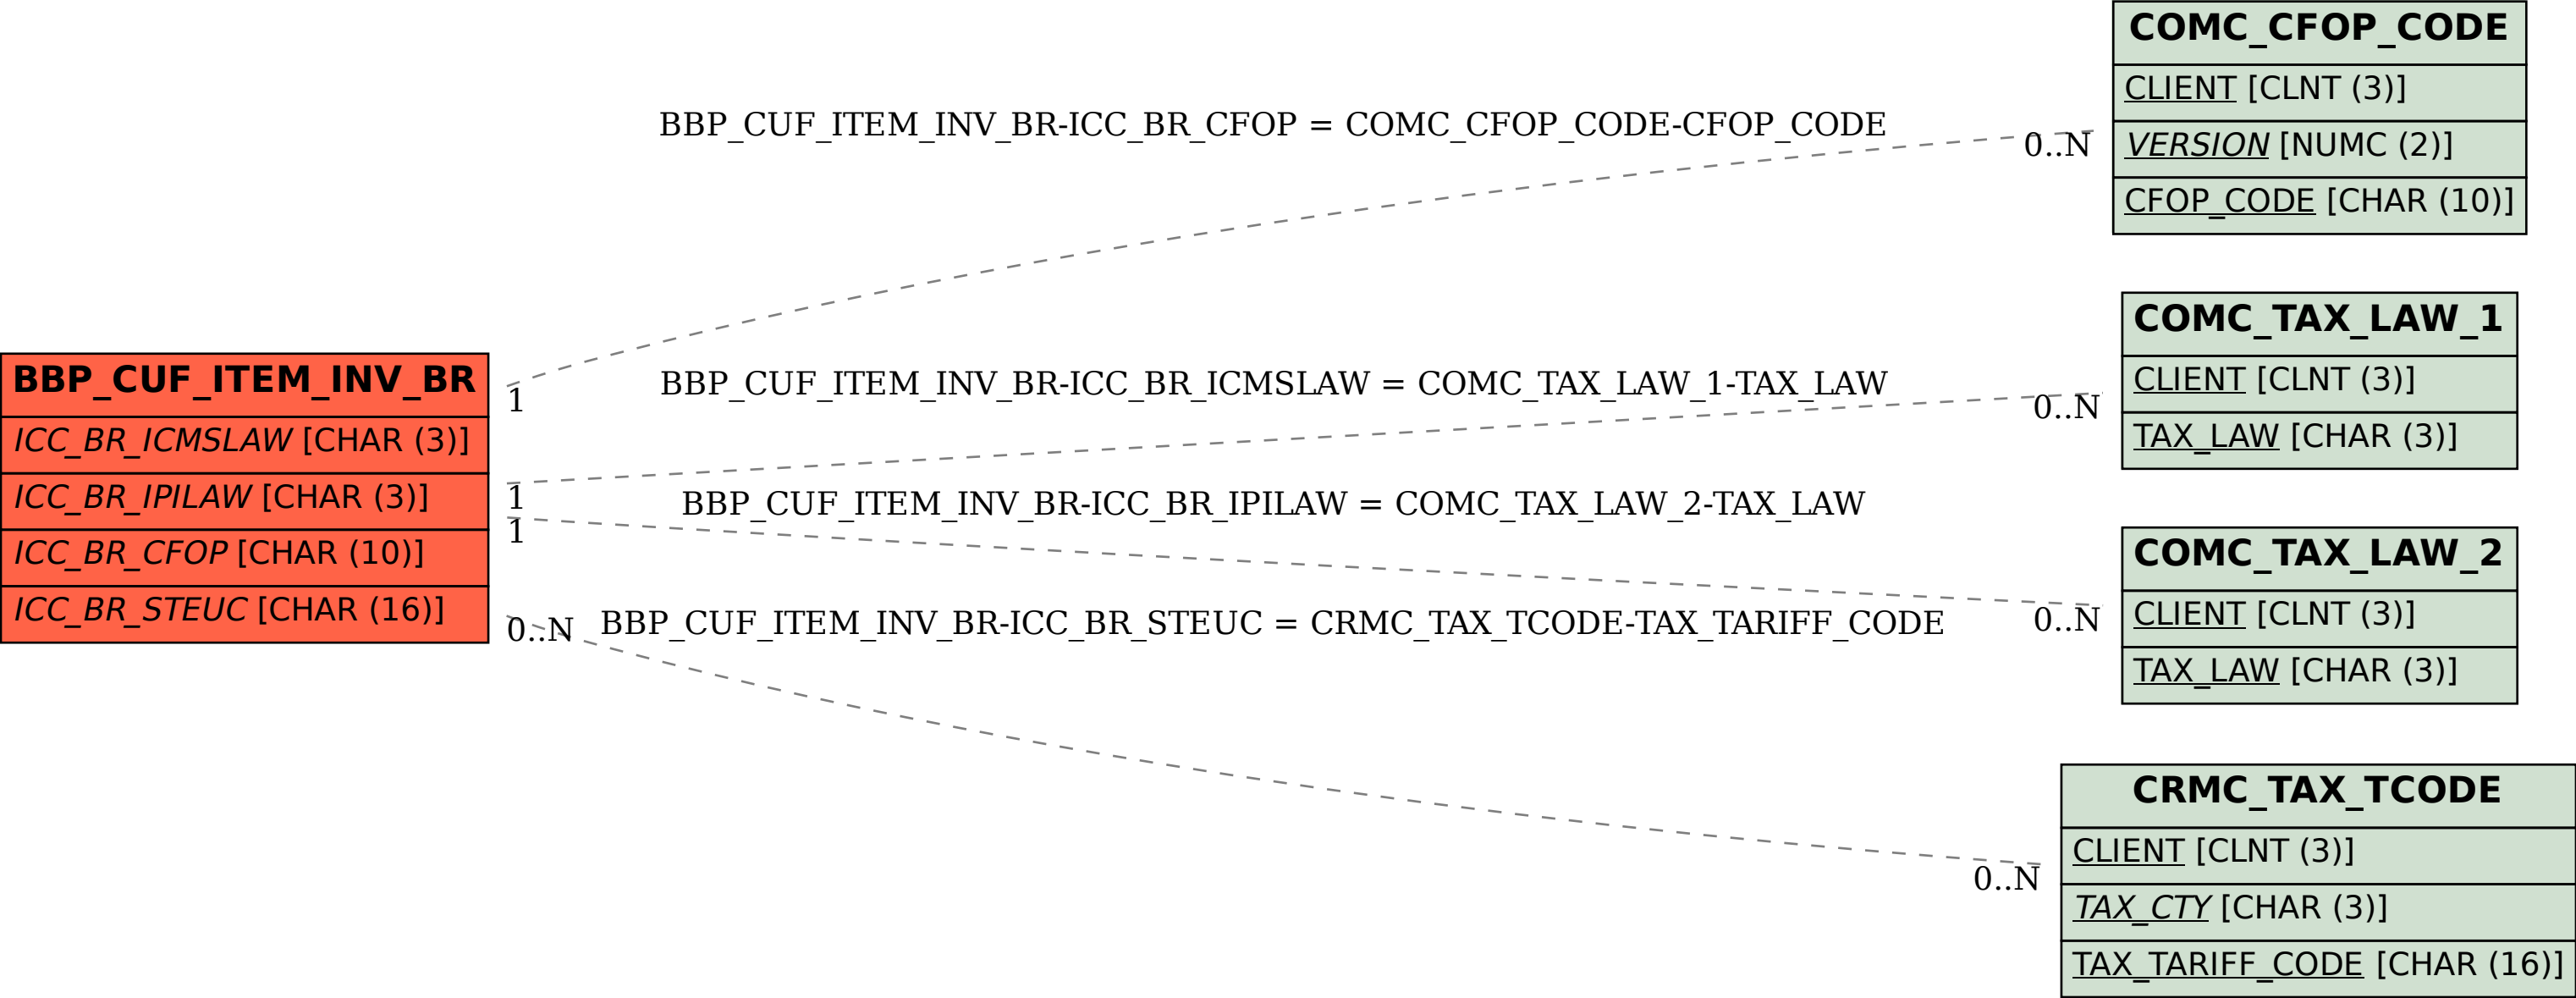 COMC_CFOP_CODE
CLIENT [CLNT (3)]
VERSION [NUMC (2)]
CFOP_CODE [CHAR (10)]
BBP_CUF_ITEM_INV_BR-ICC_BR_CFOP = COMC_CFOP_CODE-CFOP_CODE
0..N
1
COMC_TAX_LAW_1
CLIENT [CLNT (3)]
TAX_LAW [CHAR (3)]
BBP_CUF_ITEM_INV_BR
ICC_BR_ICMSLAW [CHAR (3)]
ICC_BR_IPILAW [CHAR (3)]
ICC_BR_CFOP [CHAR (10)]
ICC_BR_STEUC [CHAR (16)]
BBP_CUF_ITEM_INV_BR-ICC_BR_ICMSLAW = COMC_TAX_LAW_1-TAX_LAW
0..N
1
BBP_CUF_ITEM_INV_BR-ICC_BR_IPILAW = COMC_TAX_LAW_2-TAX_LAW
1
0..N
COMC_TAX_LAW_2
CLIENT [CLNT (3)]
TAX_LAW [CHAR (3)]
BBP_CUF_ITEM_INV_BR-ICC_BR_STEUC = CRMC_TAX_TCODE-TAX_TARIFF_CODE
0..N
0..N
CRMC_TAX_TCODE
CLIENT [CLNT (3)]
TAX_CTY [CHAR (3)]
TAX_TARIFF_CODE [CHAR (16)]